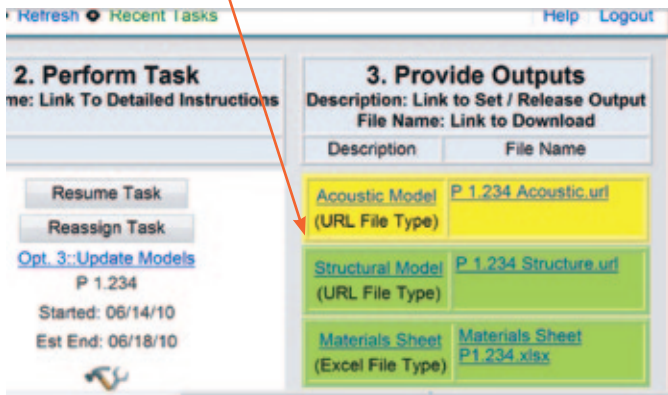 Refresh Recent Tasks
Help Logout
2. Perform Task
me: Link To Detailed Instructions
3. Provide Outputs
Description: Link to Set / Release Output
File Name: Link to Download
Description File Name
Resume Task
Reassign Task
Opt. 3::Update Models
P 1.234
Started: 06/14/10
Est End: 06/18/10
Acoustic Model P 1.234 Acoustic.url
(URL File Type)
Structural Model P 1.234 Structure.url
(URL File Type)
Materials Sheet Materials Sheet
(Excel File Type) P1.234.xlsx